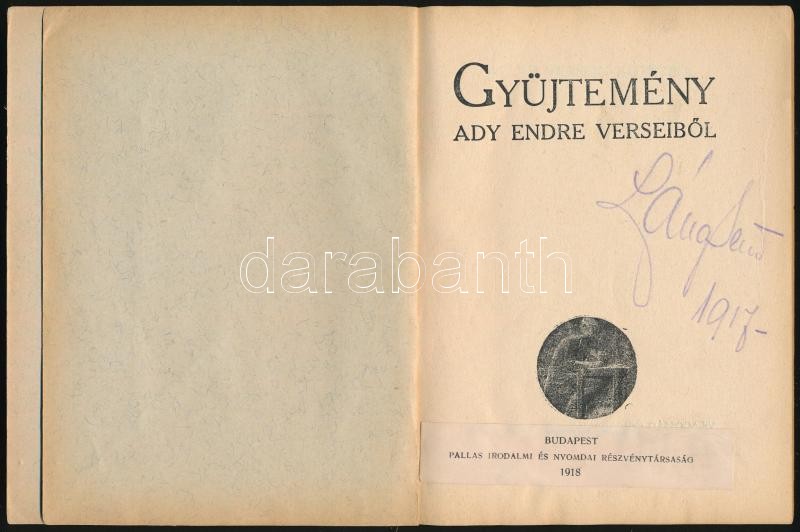 GYŰJTEMÉNY
ADY ENDRE VERSEIBŐL
1917
darabanth
BUDAPEST
PALLAS IRODALMI ÉS NYOMDAI RÉSZVÉNYTÁRSASÁG
1918